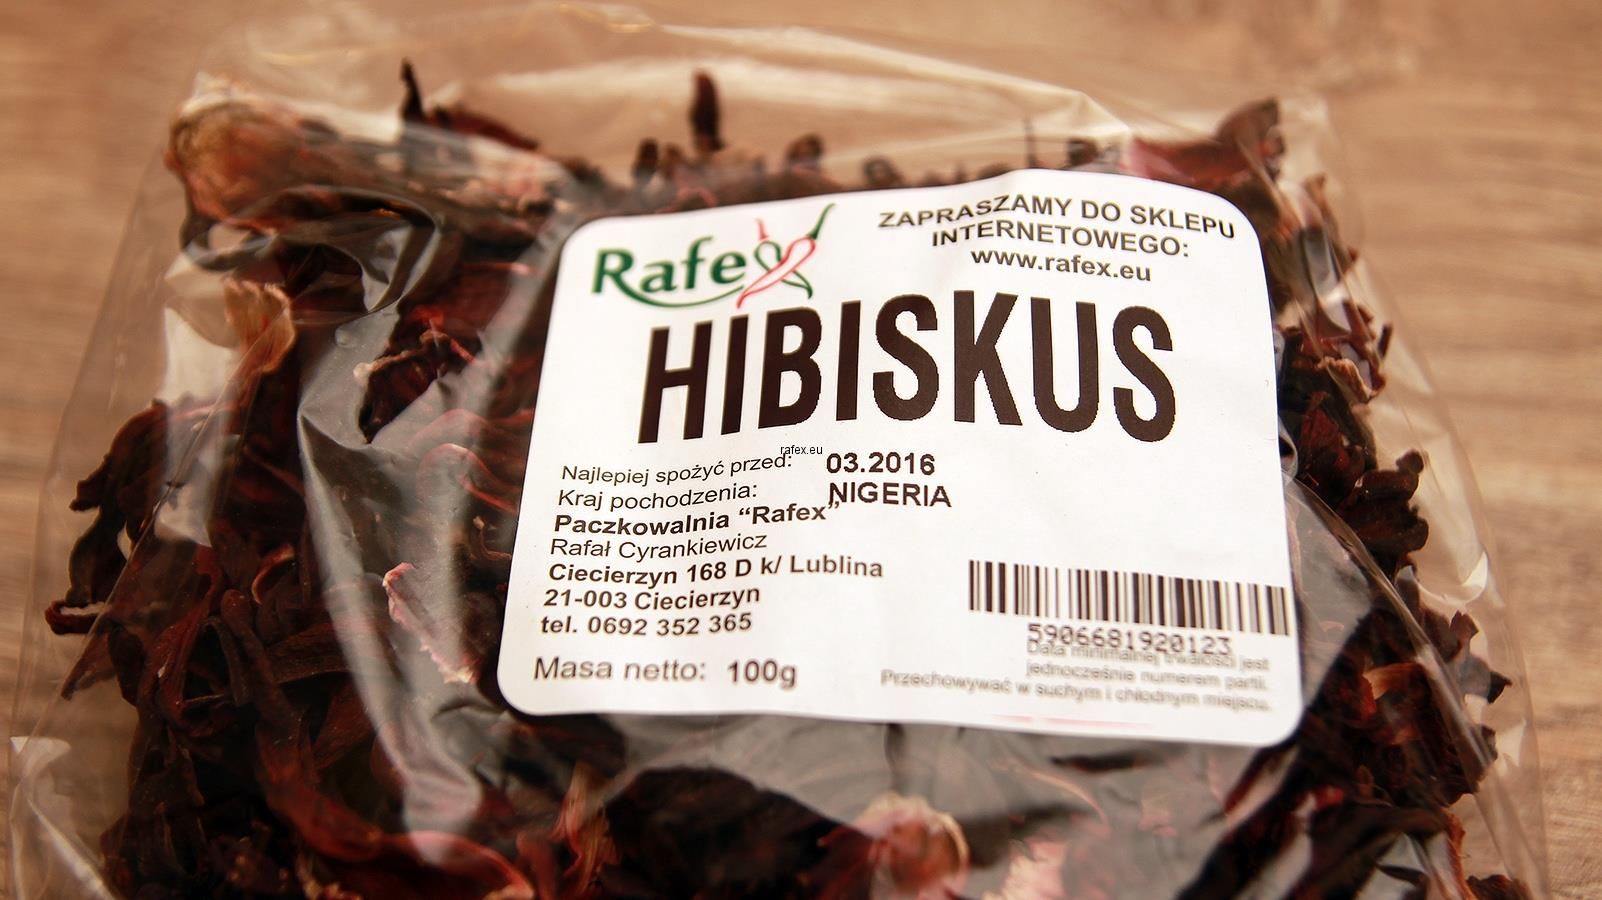 Rafex
ZAPRASZAMY DO SKLEPU
INTERNETOWEGO:
www.rafex.eu
HIBISKUS
rafex.eu
Najlepiej spożyć przed: 03.2016
Kraj pochodzenia: NIGERIA
Paczkowalnia “Rafex”
Rafał Cyrankiewicz
Ciecierzyn 168 D k/ Lublina
21-003 Ciecierzyn
tel. 0692 352 365
Masa netto: 100g
5906681920123
Data minimalnej trwałości jest
jednocześnie numerem partii.
Przechowywać w suchym i chłodnym miejscu.